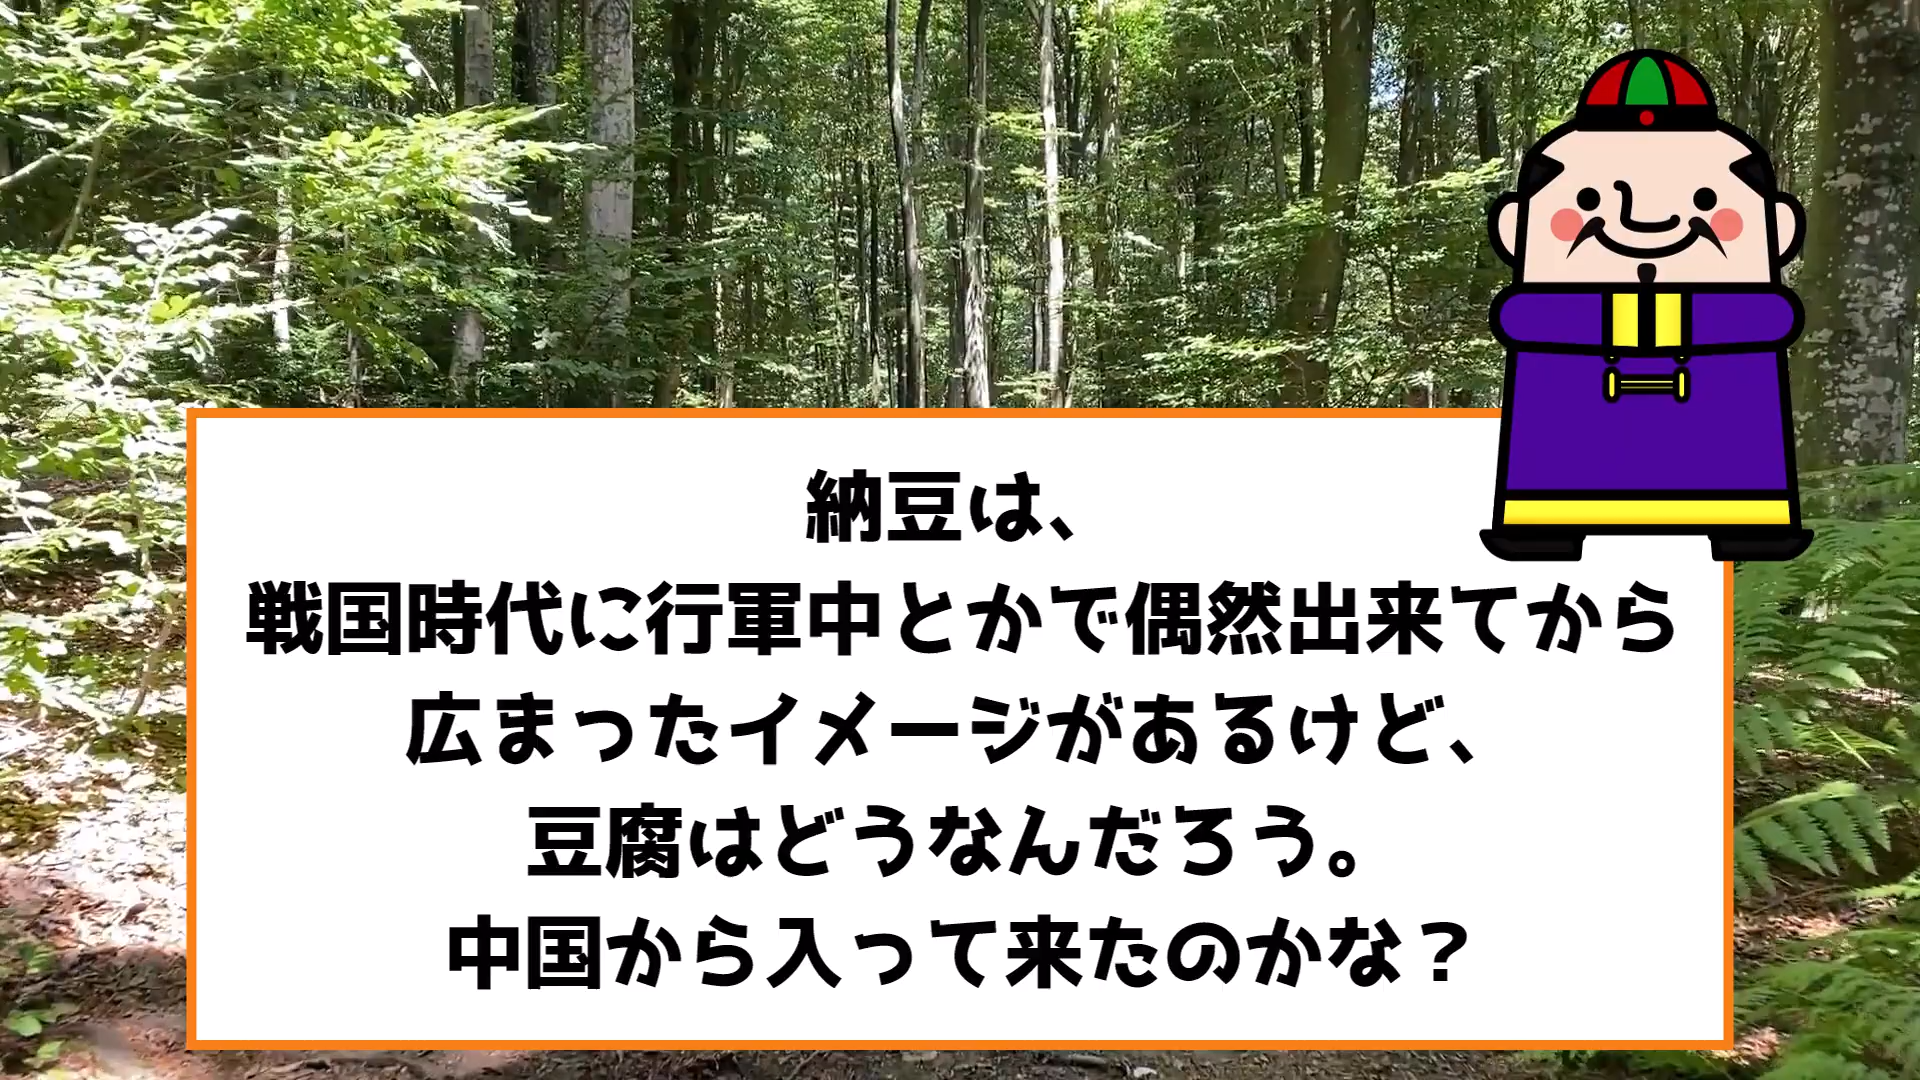 納豆は、
戦国時代に行軍中とかで偶然出来てから
広まったイメージがあるけど、
豆腐はどうなんだろう。
中国から入って来たのかな？